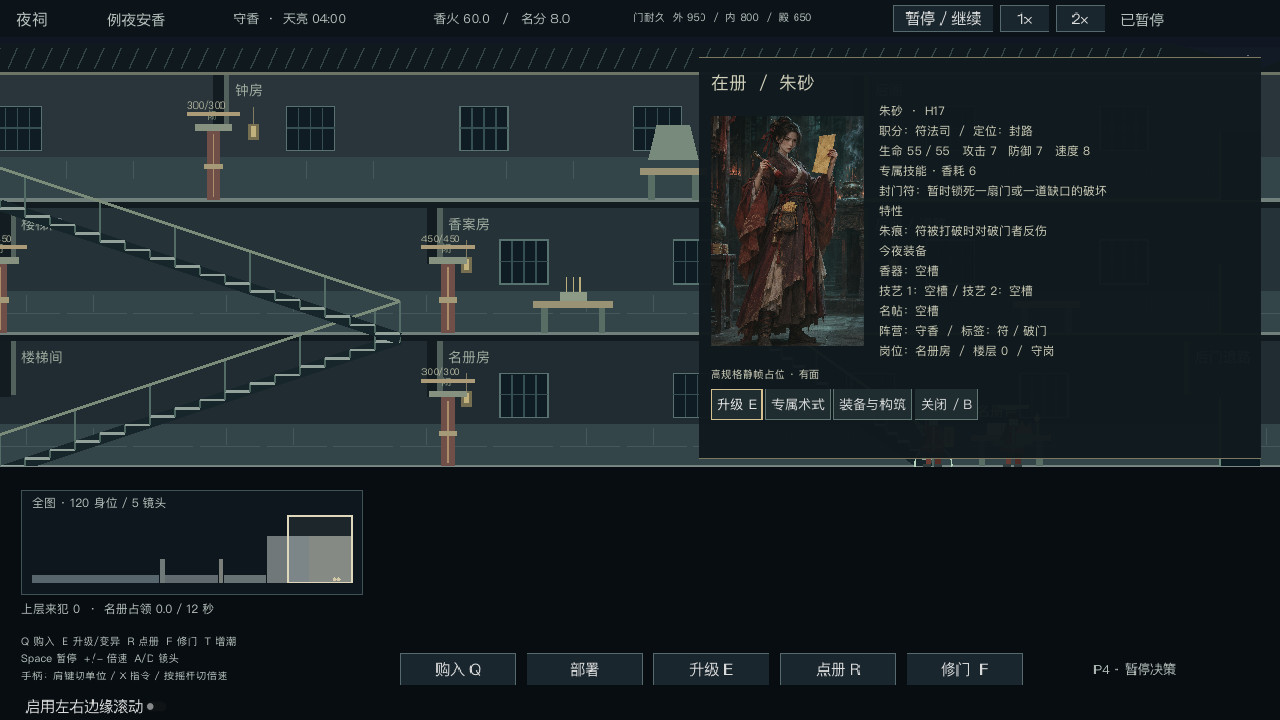 夜祠
例夜安香
守香 · 天亮 04:00
香火 60.0 / 名分 8.0
门耐久 外 950 / 内 800 / 殿 650
暂停 / 继续
1×
2×
已暂停
300/300
钟房
450/450
香案房
50
楼梯间
300/300
名册房
在册 / 朱砂
朱砂 · H17
职分: 符法司 / 定位: 封路
生命 55 / 55 攻击 7 防御 7 速度 8
专属技能 · 香耗 6
封门符: 暂时锁死一扇门或一道缺口的破坏
特性
朱痕: 符被打破时对破门者反伤
今夜装备
香器: 空槽
技艺 1: 空槽 / 技艺 2: 空槽
名帖: 空槽
阵营: 守香 / 标签: 符 / 破门
岗位: 名册房 / 楼层 0 / 守岗
高规格静帧占位 · 有面
升级 E
专属术式
装备与构筑
关闭 / B
全图 · 120 身位 / 5 镜头
上层来犯 0 · 名册占领 0.0 / 12 秒
Q 购入 E 升级/变异 R 点册 F 修门 T 增潮
Space 暂停 +/− 倍速 A/D 镜头
手柄: 肩键切单位 / X 指令 / 按摇杆切倍速
启用左右边缘滚动
购入 Q
部署
升级 E
点册 R
修门 F
P4 - 暂停决策